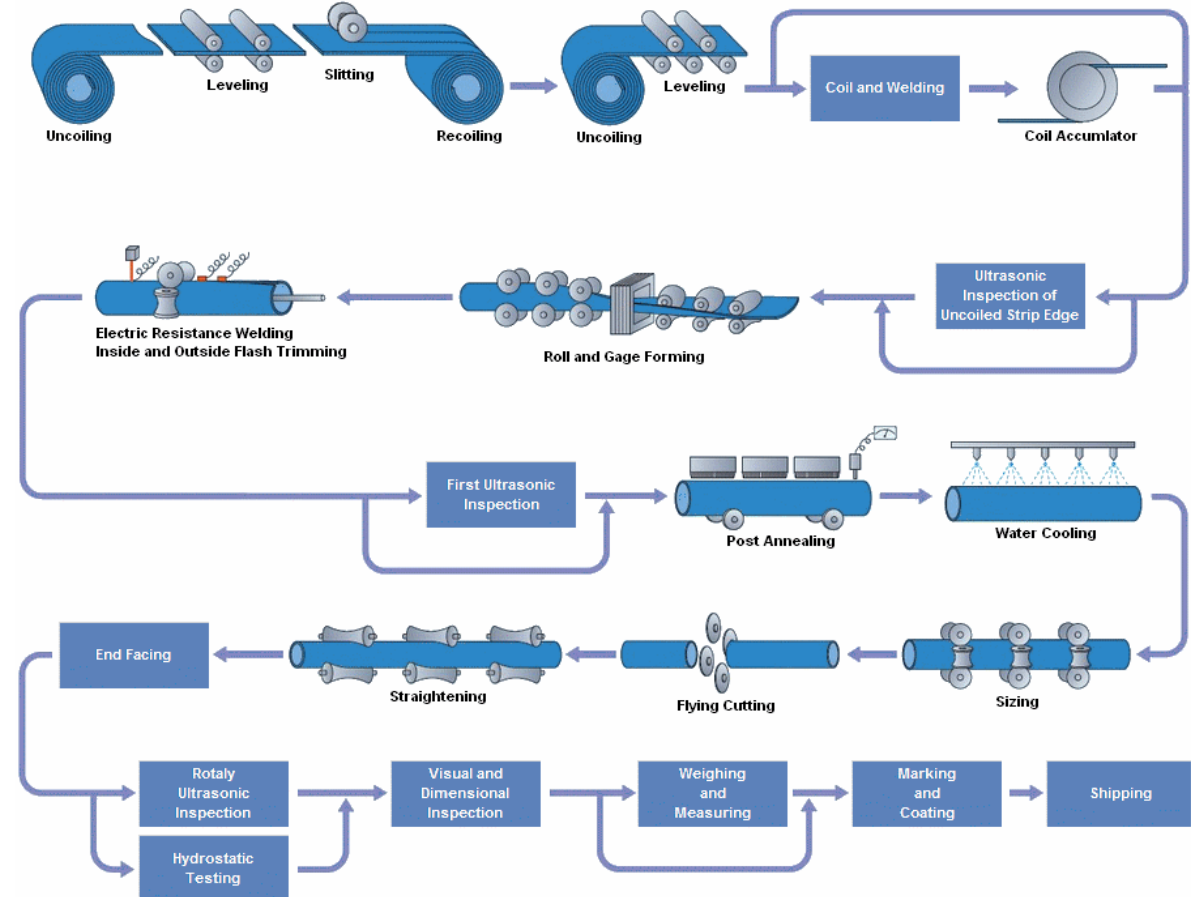 Uncoiling
Leveling
Slitting
Recoiling
Uncoiling
Leveling
Coil and Welding
Coil Accumlator
Ultrasonic
Inspection of
Uncoiled Strip Edge
Roll and Gage Forming
Electric Resistance Welding
Inside and Outside Flash Trimming
First Ultrasonic
Inspection
Post Annealing
Water Cooling
Sizing
Flying Cutting
Straightening
End Facing
Rotaly
Ultrasonic
Inspection
Hydrostatic
Testing
Visual and
Dimensional
Inspection
Weighing
and
Measuring
Marking
and
Coating
Shipping